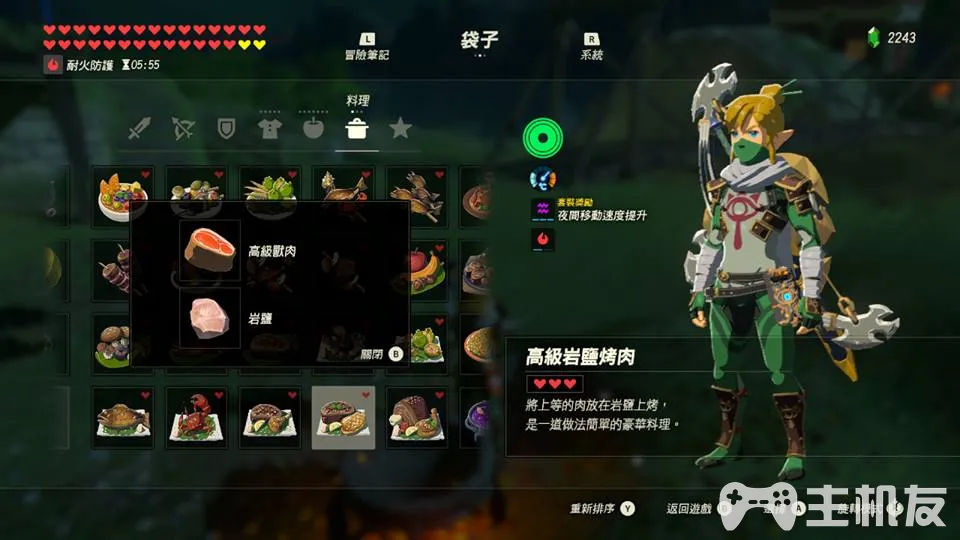 L
冒險筆記
袋子
R
系統
2243
耐火防護 05:55
料理
套裝獎勵
夜間移動速度提升
高級獸肉
岩鹽
關閉 B
高級岩鹽烤肉
將上等的肉放在岩鹽上烤，
是一道做法簡單的豪華料理。
重新排序 Y
返回遊戲
主机友